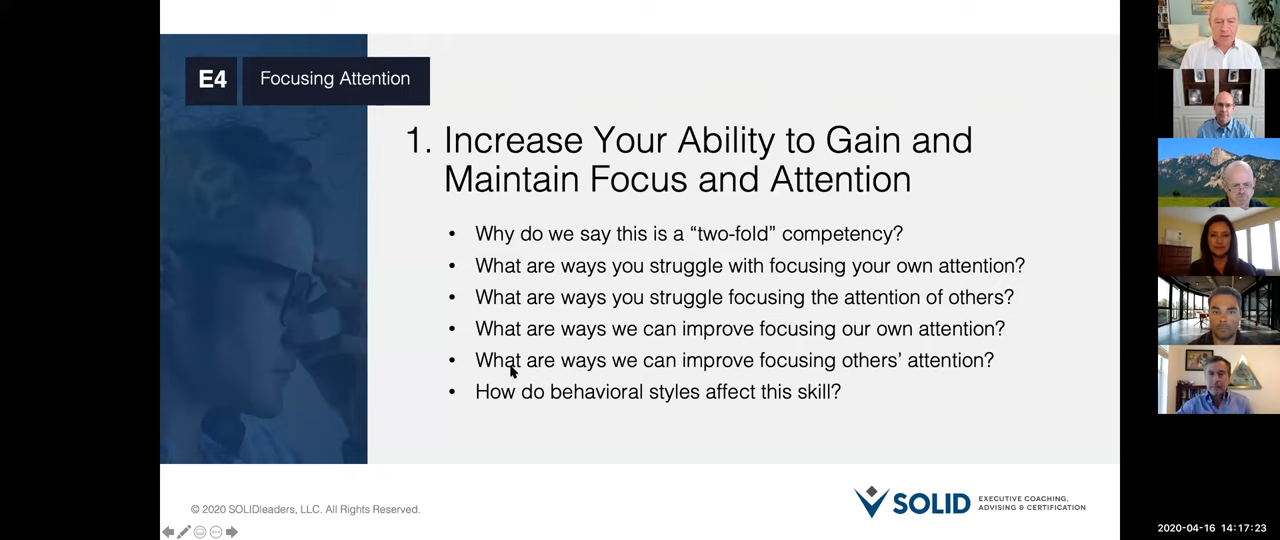 E4
Focusing Attention
1. Increase Your Ability to Gain and
Maintain Focus and Attention
• Why do we say this is a “two-fold” competency?
• What are ways you struggle with focusing your own attention?
• What are ways you struggle focusing the attention of others?
• What are ways we can improve focusing our own attention?
• What are ways we can improve focusing others’ attention?
• How do behavioral styles affect this skill?
© 2020 SOLIDleaders, LLC. All Rights Reserved.
SOLID
EXECUTIVE COACHING,
ADVISING & CERTIFICATION
2020-04-16 14:17:23